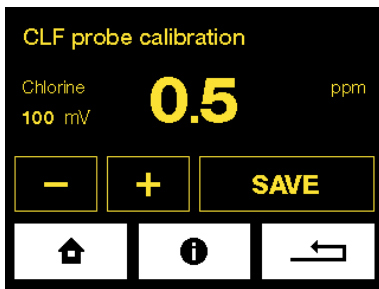 CLF probe calibration
Chlorine 0.5 ppm
100 mV
− + SAVE